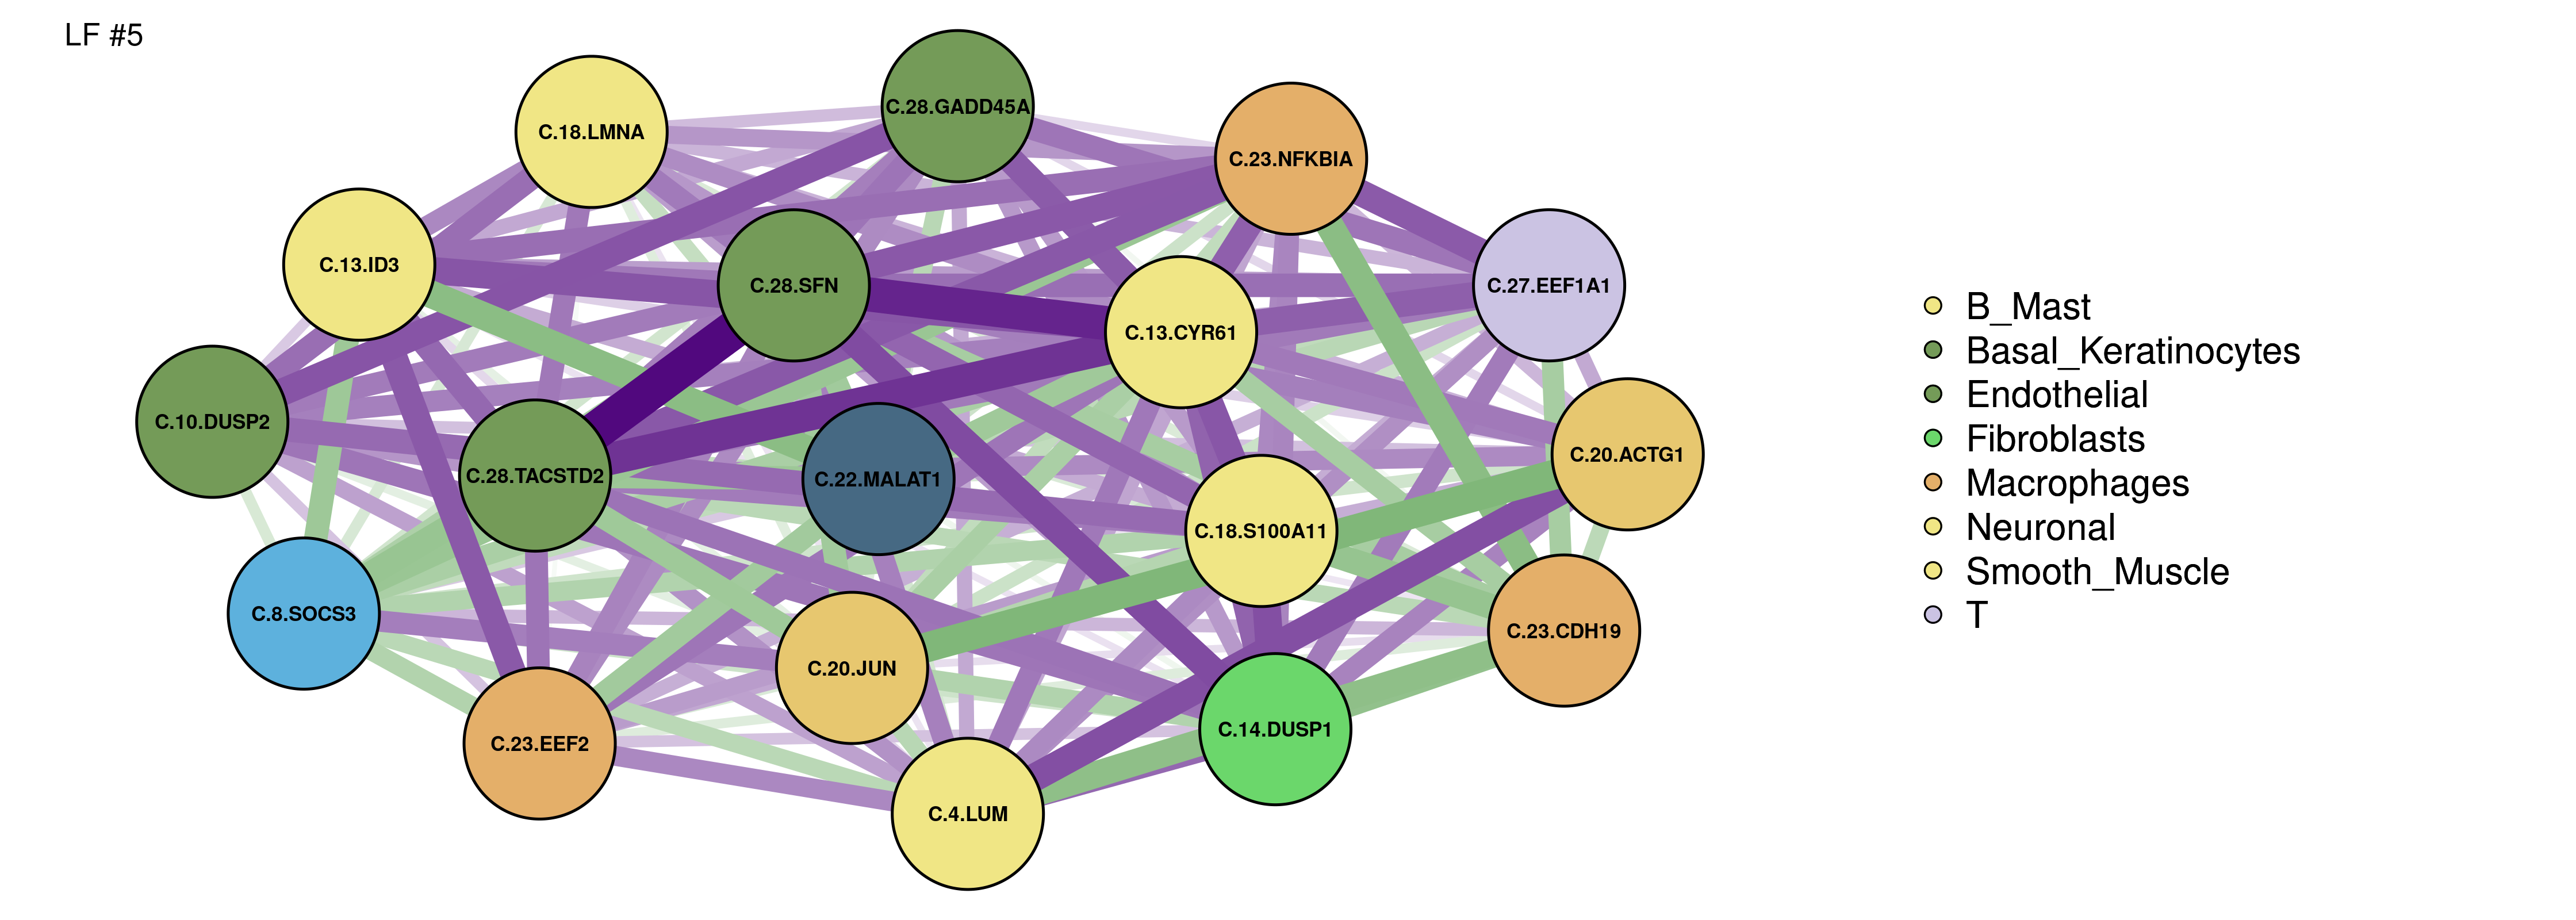 LF #5
C.28.GADD45A
C.18.LMNA
C.23.NFKBIA
C.13.ID3
C.28.SFN
C.27.EEF1A1
C.13.CYR61
C.10.DUSP2
C.20.ACTG1
C.28.TACSTD2
C.22.MALAT1
C.18.S100A11
C.8.SOCS3
C.23.CDH19
C.20.JUN
C.14.DUSP1
C.23.EEF2
C.4.LUM
B_Mast
Basal_Keratinocytes
Endothelial
Fibroblasts
Macrophages
Neuronal
Smooth_Muscle
T